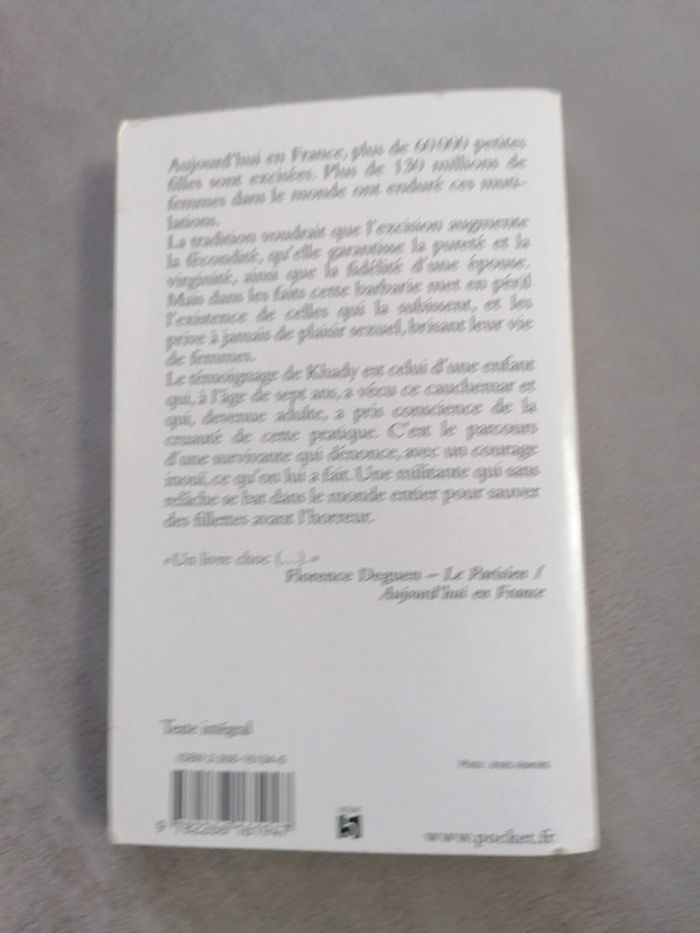 Aujourd'hui en France, plus de 60 000 petites
filles sont excisées. Plus de 130 millions de
femmes dans le monde ont enduré ces muti-
lations.
La tradition voudrait que l'excision augmente
la fécondité, qu'elle garantisse la pureté et la
virginité, ainsi que la fidélité d'une épouse.
Mais dans les faits cette barbarie met en péril
l'existence de celles qui la subissent, et les
prive à jamais de plaisir sexuel, brisant leur vie
de femmes.
Le témoignage de Khady est celui d'une enfant
qui, à l'âge de sept ans, a vécu ce cauchemar et
qui, devenue adulte, a pris conscience de la
cruauté de cette pratique. C'est le parcours
d'une survivante qui dénonce, avec un courage
inouï, ce qu'on lui a fait. Une militante qui sans
relâche se bat dans le monde entier pour sauver
des fillettes avant l'horreur.
«Un livre choc (...).»
Florence Deguen – Le Parisien /
Aujourd'hui en France
Texte intégral
ISBN
www.pocket.fr